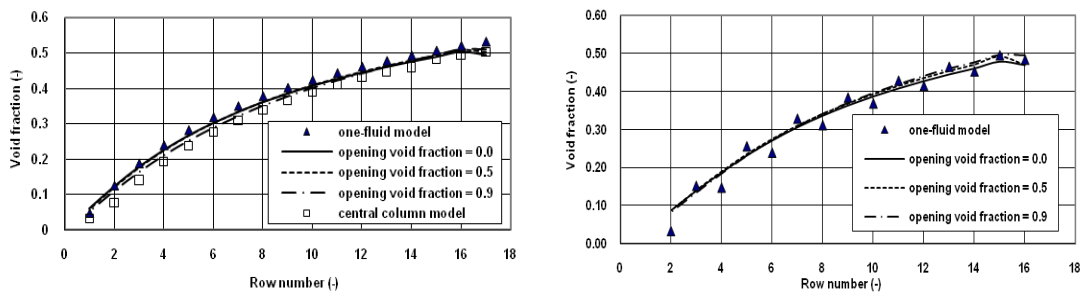 0.6
0.5
0.4
0.3
0.2
0.1
0
Void fraction (-)
0 2 4 6 8 10 12 14 16 18
Row number (-)
one-fluid model
opening void fraction = 0.0
opening void fraction = 0.5
opening void fraction = 0.9
central column model
0.60
0.50
0.40
0.30
0.20
0.10
0.00
Void fraction (-)
0 2 4 6 8 10 12 14 16 18
Row number (-)
one-fluid model
opening void fraction = 0.0
opening void fraction = 0.5
opening void fraction = 0.9